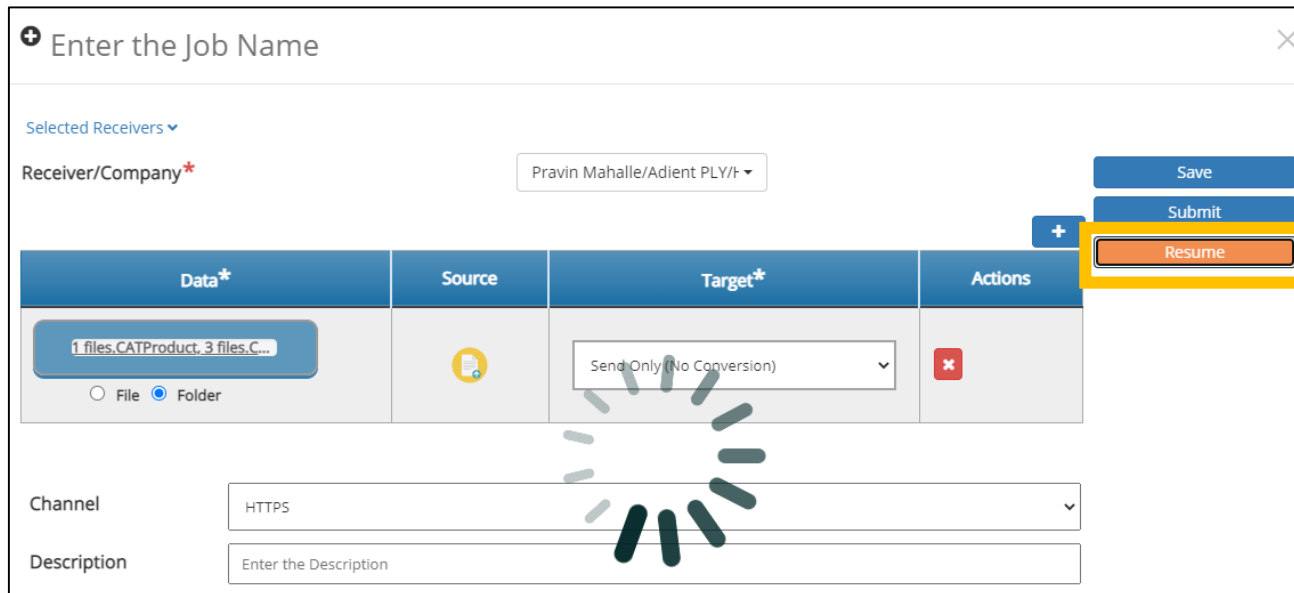 Enter the Job Name
Selected Receivers
Receiver/Company*
Pravin Mahalle/Adient PLY/H
Save
Submit
+
Resume
Data*
Source
Target*
Actions
1 files.CATProduct, 3 files.C...
Send Only (No Conversion)
File
Folder
Channel
HTTPS
Description
Enter the Description